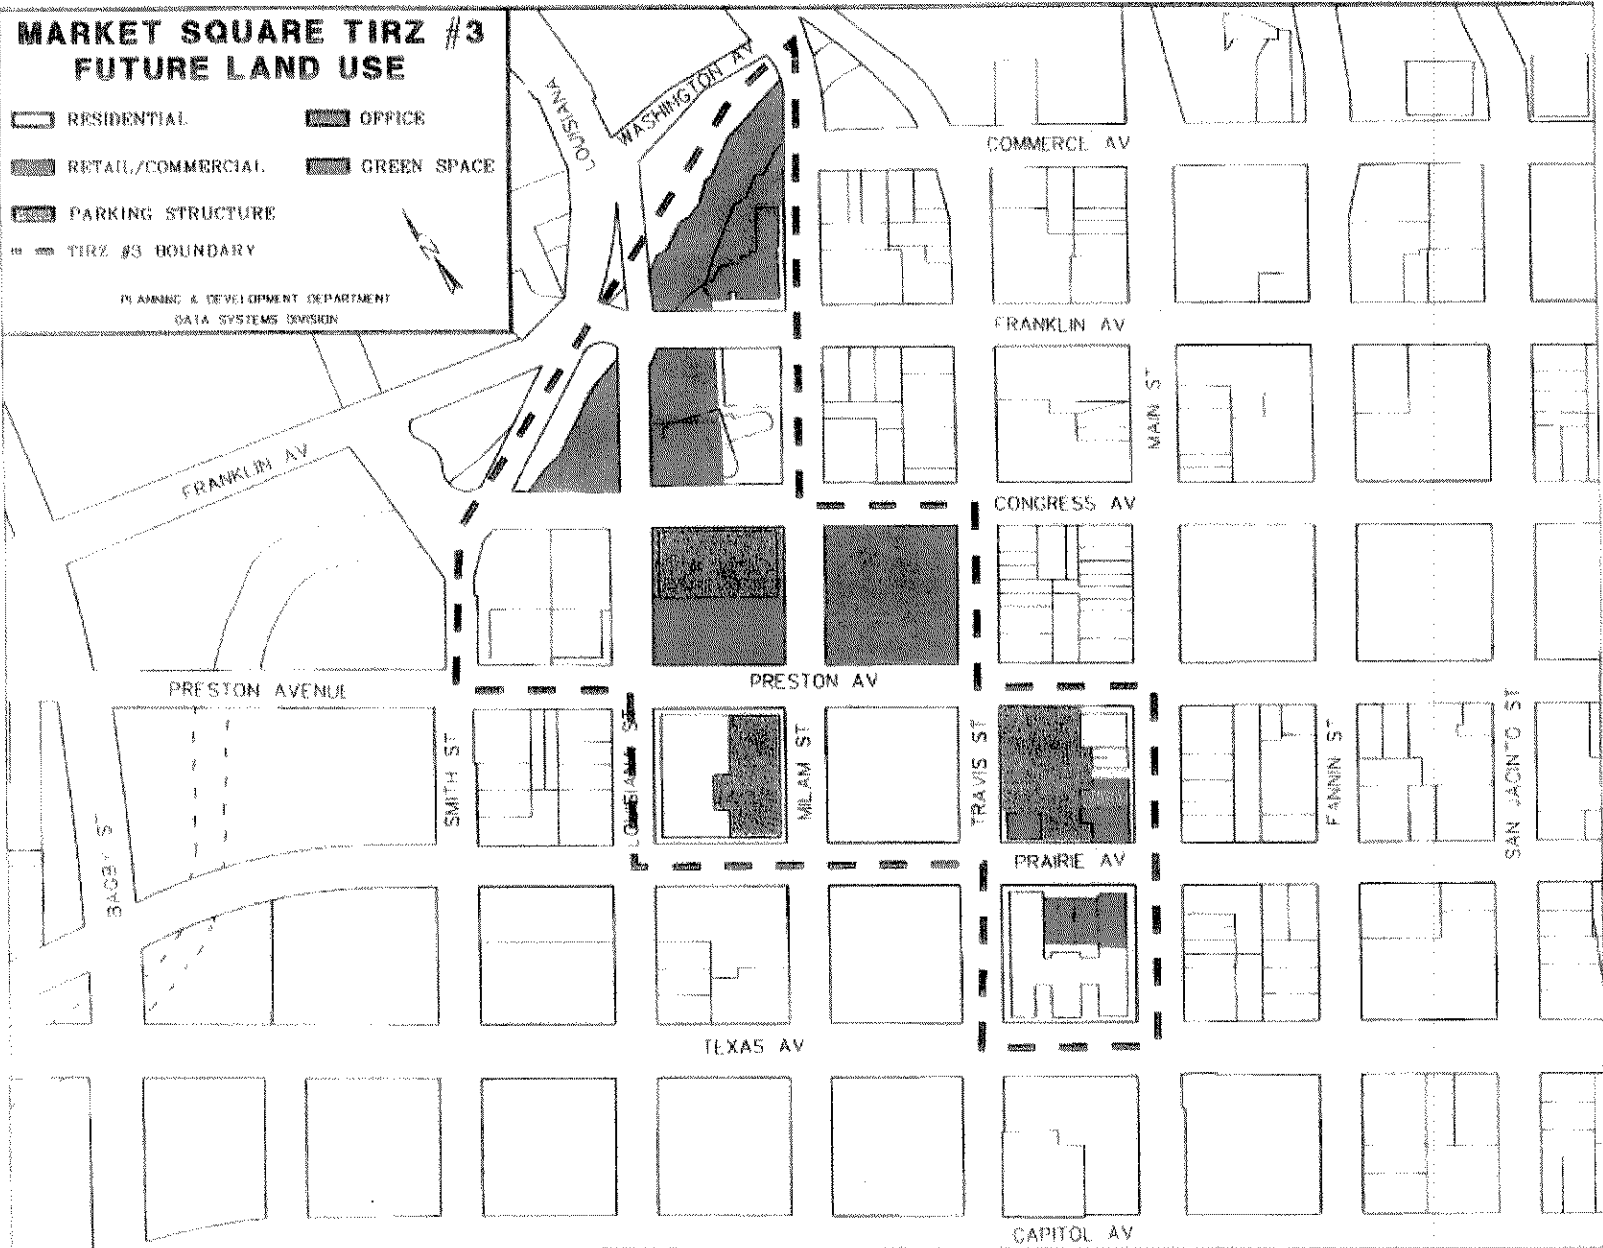 MARKET SQUARE TIRZ #3
FUTURE LAND USE
RESIDENTIAL
OFFICE
RETAIL/COMMERCIAL
GREEN SPACE
PARKING STRUCTURE
TIRZ #3 BOUNDARY
N
PLANNING & DEVELOPMENT DEPARTMENT
DATA SYSTEMS DIVISION
LOUISIANA
WASHINGTON AV
COMMERCE AV
FRANKLIN AV
FRANKLIN AV
MAIN ST
CONGRESS AV
PRESTON AVENUE
PRESTON AV
SMITH ST
LOUISIANA ST
MILAM ST
TRAVIS ST
FANNIN ST
SAN JACINTO ST
BAGBY ST
PRAIRIE AV
TEXAS AV
CAPITOL AV